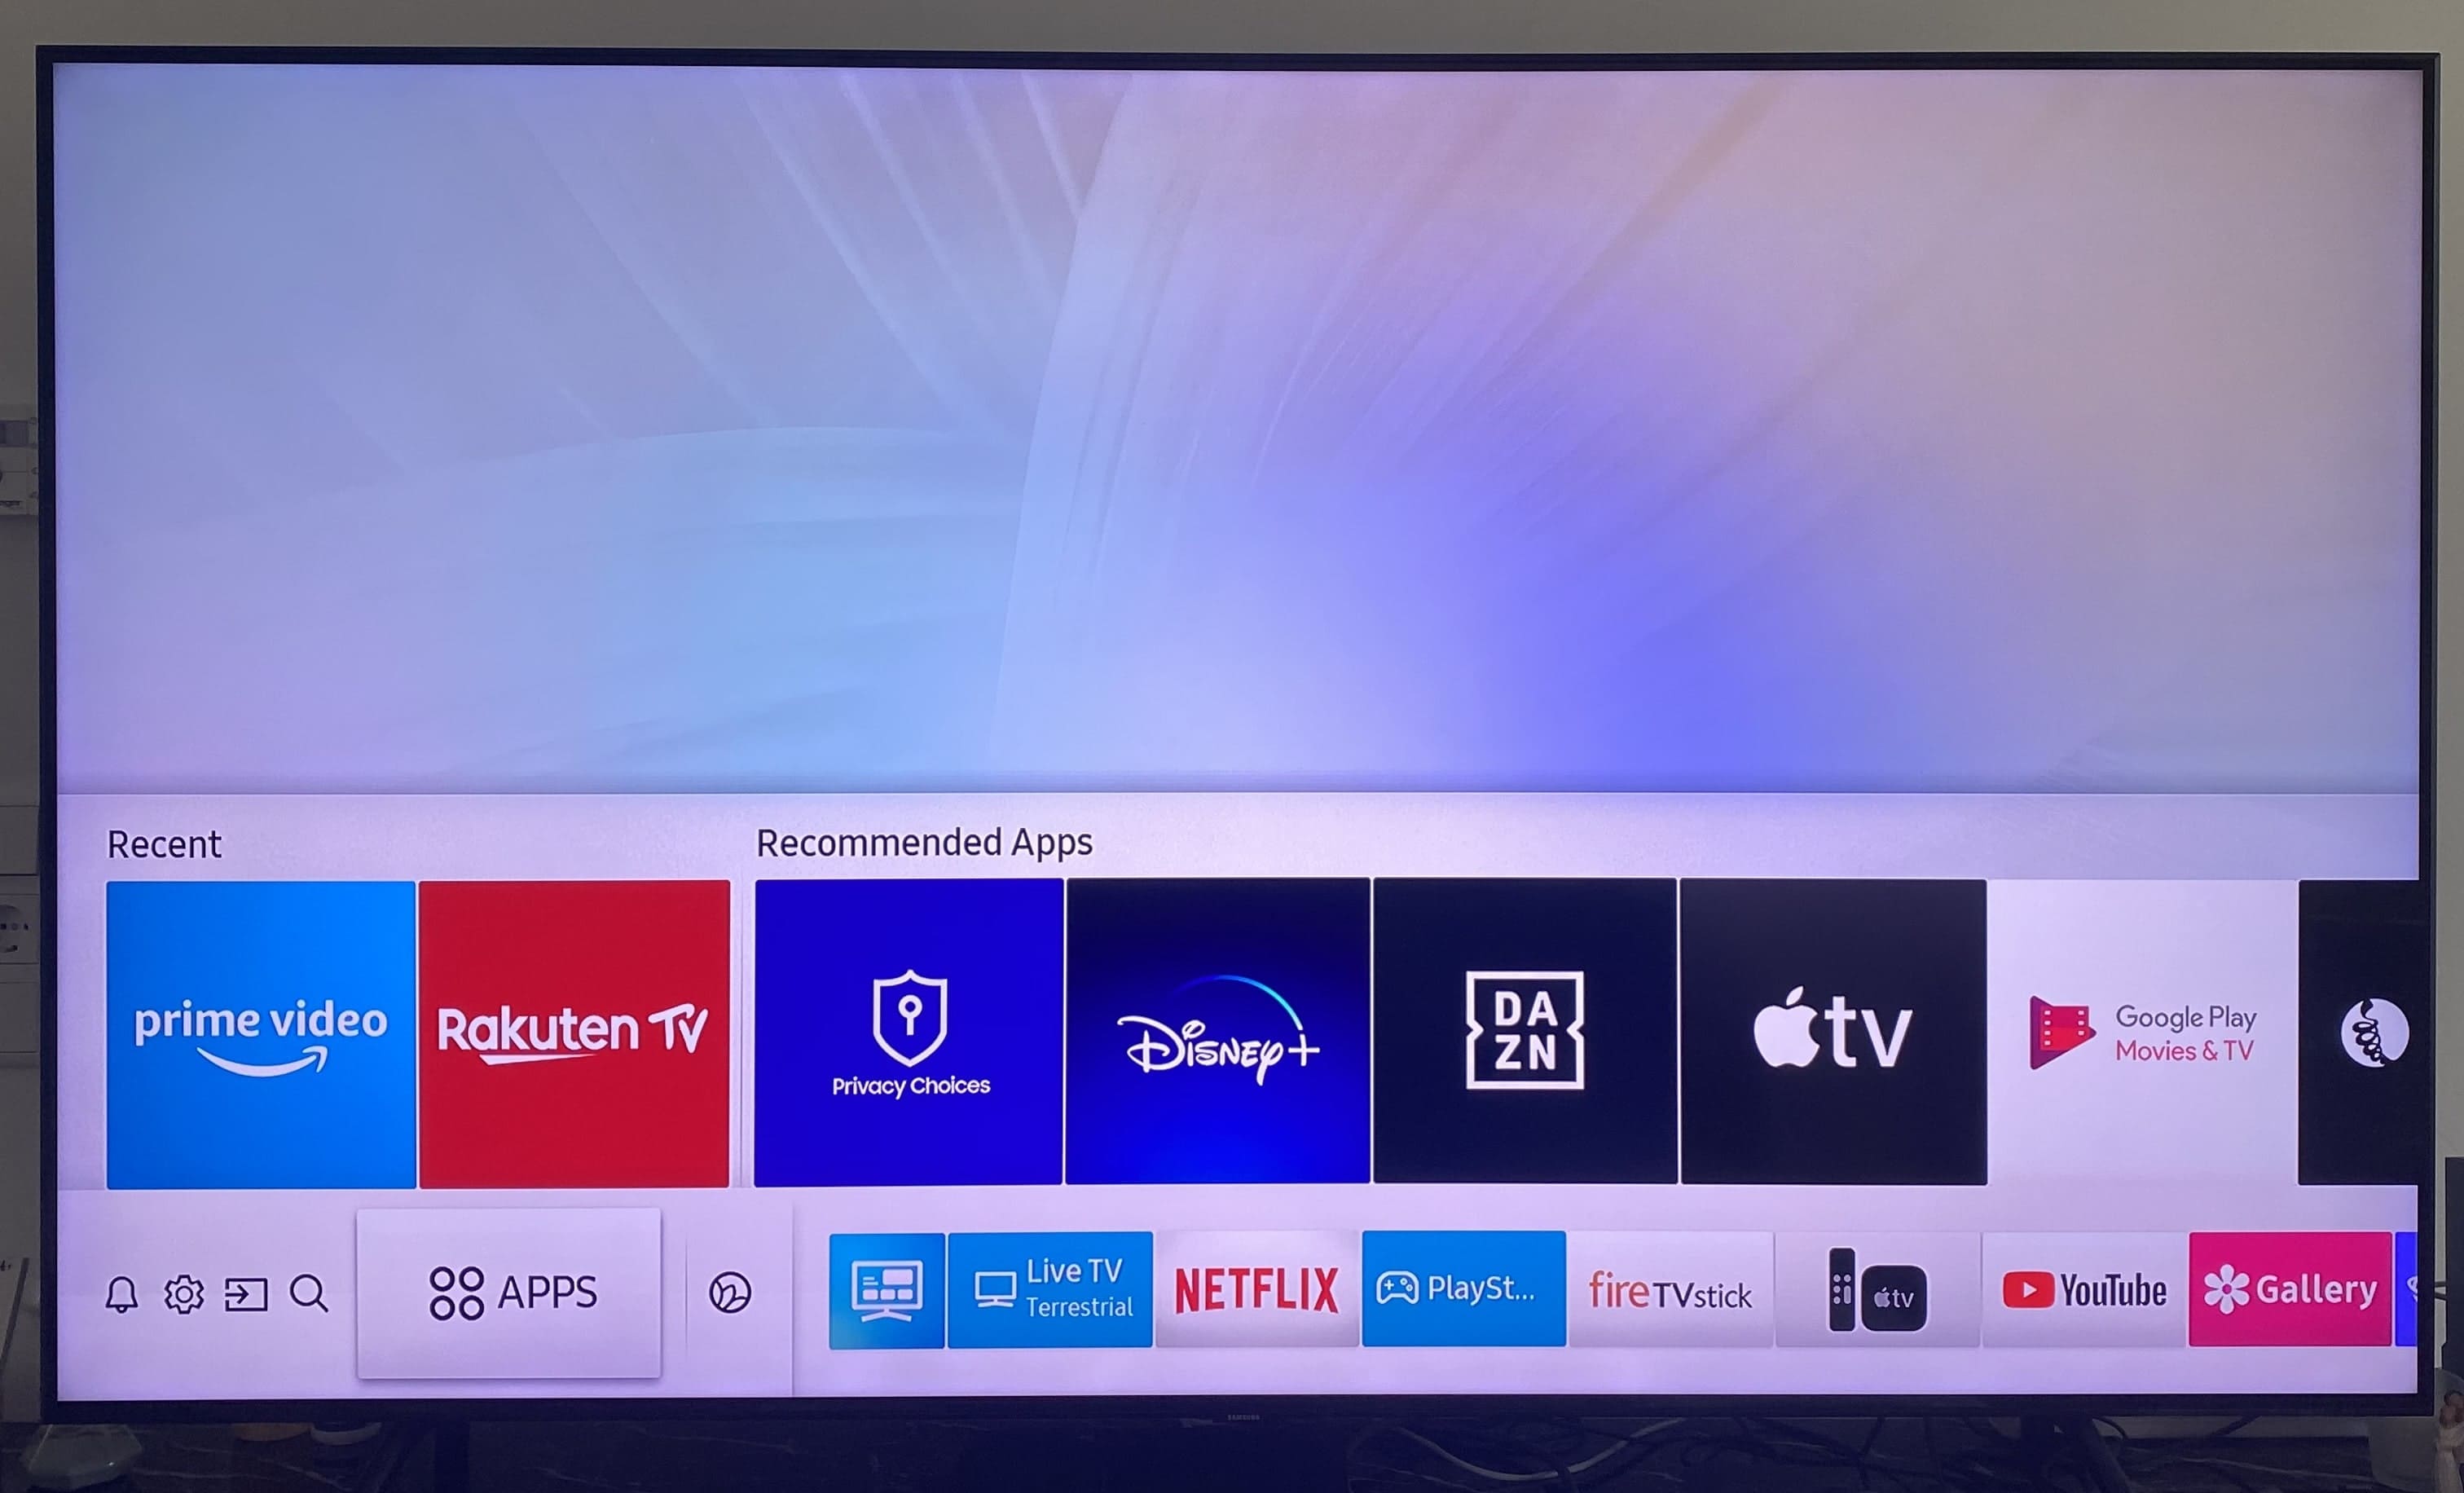 Recent
Recommended Apps
prime video
Rakuten TV
Privacy Choices
Disney+
DA
ZN
tv
Google Play
Movies & TV
APPS
Live TV
Terrestrial
NETFLIX
PlaySt...
fireTVstick
tv
YouTube
Gallery
SAMSUNG